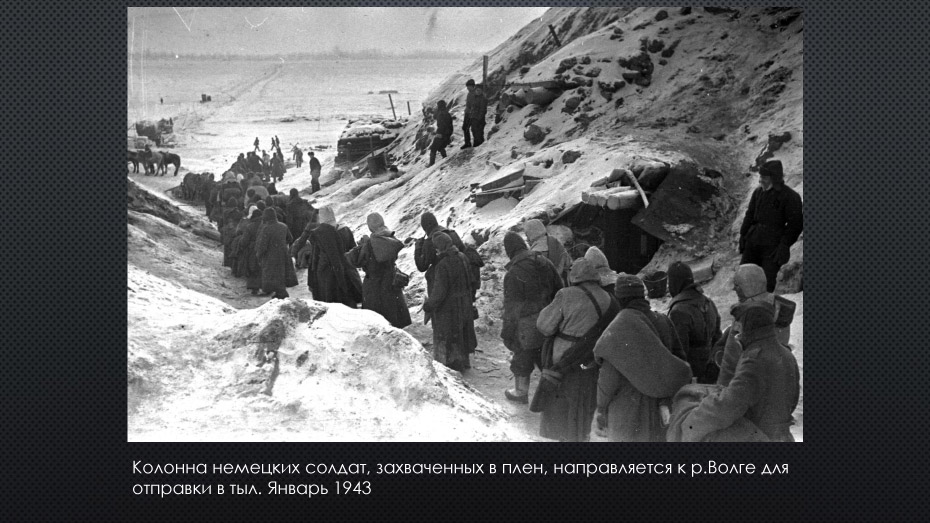 Колонна немецких солдат, захваченных в плен, направляется к р.Волге для
отправки в тыл. Январь 1943